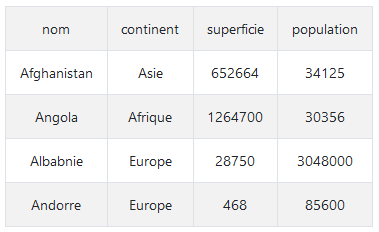 nom continent superficie population
Afghanistan Asie 652664 34125
Angola Afrique 1264700 30356
Albabnie Europe 28750 3048000
Andorre Europe 468 85600